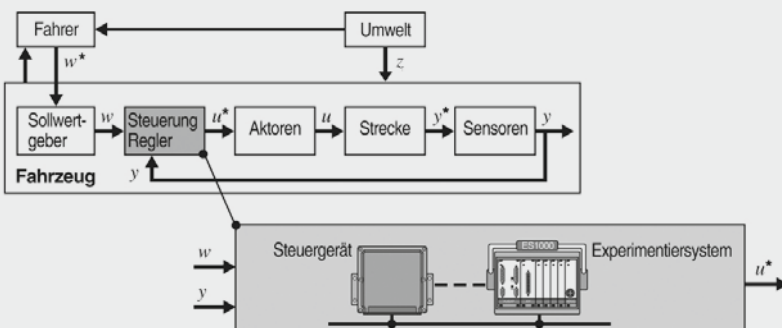 Fahrer
Umwelt
w*
z
Sollwert-
geber
w
Steuerung
Regler
u*
Aktoren
u
Strecke
y*
Sensoren
y
y
Fahrzeug
w
y
Steuergerät
ES1000
Experimentiersystem
u*